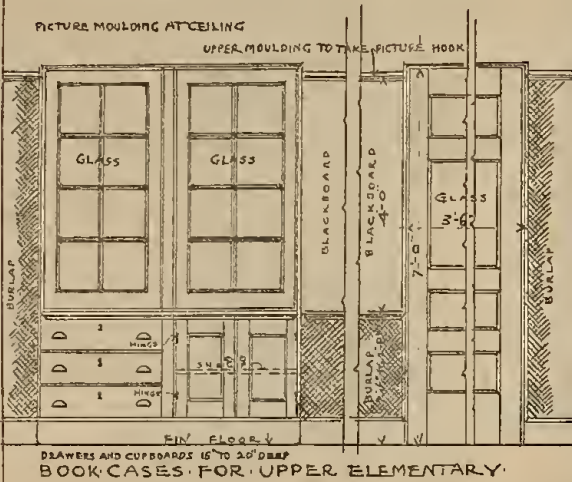 PICTURE MOULDING AT CEILING
UPPER MOULDING TO TAKE PICTURE HOOK
GLASS
GLASS
BLACKBOARD
BLACKBOARD
4'-0"
7'-0"
GLASS
3'-6"
BURLAP
BURLAP
BURLAP
HINGE
HINGE
FIN FLOOR
DRAWERS AND CUPBOARDS 15" TO 20" DEEP
BOOK·CASES·FOR·UPPER ELEMENTARY·